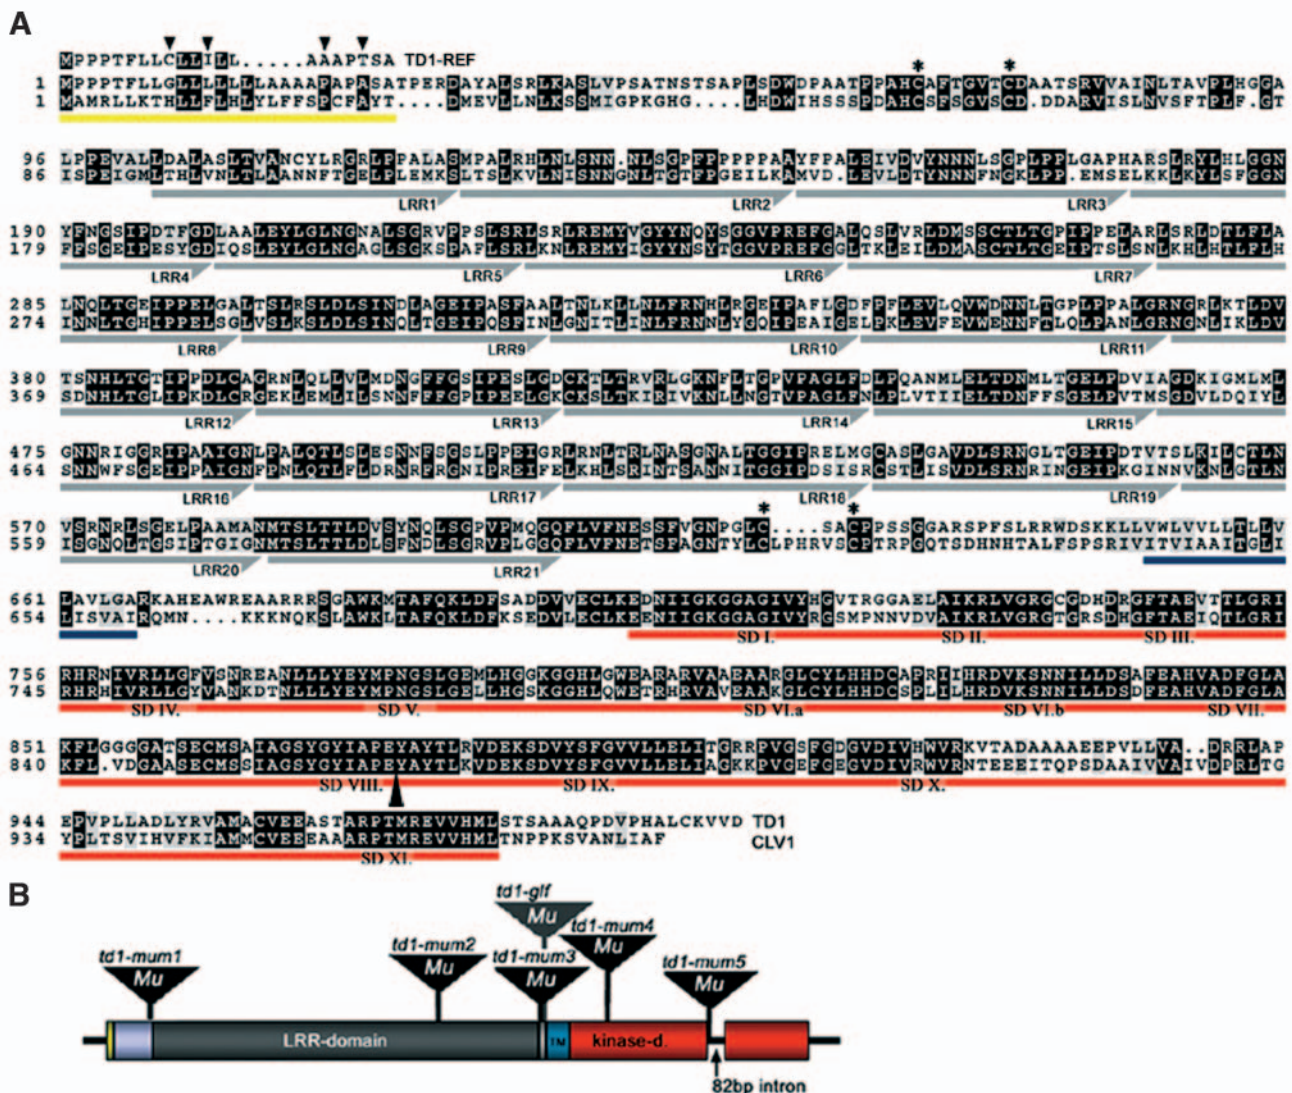 A
MPPPTFLLCLLILL.....AAAPTSA TD1-REF
1 MPPPTFLLGLLLLLLLAAAAPAPASATPERDAYALSRLKASLVPSATNSTSAPLSDWDPAATPPAHCAFTGVTCDAATSRVVAINLTAVPLHGGA
1 MAMRLLKTHLLFLHLYLFFSPCFAYT....DMEVLLNLKSSMIGPKGHG....LHDWIHSSSPDAHCSFSGVSCD.DDARVISLNVSFTPLF.GT
96 LPPEVALLDALASLTVANCYLRGRLPPALASMPALRHLNLSNN.NLSGPFPPPPPAAYFPALEIVDVYNNNLSGPLPPLGAPHARSLRYLHLGGN
86 ISPEIGMLTHLVNLTLAANNFTGELPLEMKSLTSLKVLNISNNGNLTGTFPGEILKAMVD.LEVLDTYNNNFNGKLPP.EMSELKKLKYLSFGGN
LRR1 LRR2 LRR3
190 YFNGSIPDTFGDLAALEYLGLNGNALSGRVPPSLSRLSRLREMYVGYYNQYSGGVPREFGALQSLVRLDMSSCTLTGPIPPELARLSRLDTLFLA
179 FFSGEIPESYGDIQSLEYLGLNGAGLSGKSPAFLSRLKNLREMYIGYYNSYTGGVPREFGGLTKLEILDMASCTLTGEIPTSLSNLKHLHTLFLH
LRR4 LRR5 LRR6 LRR7
285 LNQLTGEIPPELGALTSLRSLDLSINDLAGEIPASFAALTNLKLLNLFRNHLRGEIPAFLGDFPFLEVLQVWDNNLTGPLPPALGRNGRLKTLDV
274 INNLTGHIPPELSGLVSLKSLDLSINQLTGEIPQSFINLGNITLINLFRNNLYGQIPEAIGELPKLEVFEVWENNFTLQLPANLGRNGNLIKLDV
LRR8 LRR9 LRR10 LRR11
380 TSNHLTGTIPPDLCAGRNLQLLVLMDNGFFGSIPESLGDCKTLTRVRLGKNFLTGPVPAGLFDLPQANMLELTDNMLTGELPDVIAGDKIGMLML
369 SDNHLTGLIPKDLCRGEKLEMLILSNNFFFGPIPEELGKCKSLTKIRIVKNLLNGTVPAGLFNLPLVTIIELTDNFFSGELPVTMSGDVLDQIYL
LRR12 LRR13 LRR14 LRR15
475 GNNRIGGRIPAAIGNLPALQTLSLESNNFSGSLPPEIGRLRNLTRLNASGNALTGGIPRELMGCASLGAVDLSRNGLTGEIPDTVTSLKILCTLN
464 SNNWFSGEIPPAIGNFPNLQTLFLDRNRFRGNIPREIFELKHLSRINTSANNITGGIPDSISRCSTLISVDLSRNRINGEIPKGINNVKNLGTLN
LRR16 LRR17 LRR18 LRR19
570 VSRNRLSGELPAAMANMTSLTTLDVSYNQLSGPVPMQGQFLVFNESSFVGNPGLC....SACPPSSGGARSPFSLRRWDSKKLLVWLVVLLTLLV
559 ISGNQLTGSIPTGIGNMTSLTTLDLSFNDLSGRVPLGGQFLVFNETSFAGNTYLCLPHRVSCPTRPGQTSDHNHTALFSPSRIVITVIAAITGLI
LRR20 LRR21
661 LAVLGARKAHEAWREAARRRSGAWKMTAFQKLDFSADDVVECLKEDNIIGKGGAGIVYHGVTRGGAELAIKRLVGRGCGDHDRGFTAEVTTLGRI
654 LISVAIRQMN....KKKNQKSLAWKLTAFQKLDFKSEDVLECLKEENIIGKGGAGIVYRGSMPNNVDVAIKRLVGRGTGRSDHGFTAEIQTLGRI
SD I. SD II. SD III.
756 RHRNIVRLLGFVSNREANLLLYEYMPNGSLGEMLHGGKGGHLGWEARARVAAEAARGLCYLHHDCAPRIIHRDVKSNNILLDSAFEAHVADFGLA
745 RHRHIVRLLGYVANKDTNLLLYEYMPNGSLGELLHGSKGGHLQWETRHRVAVEAAKGLCYLHHDCSPLILHRDVKSNNILLDSDFEAHVADFGLA
SD IV. SD V. SD VI.a SD VI.b SD VII.
851 KFLGGGGATSECMSAIAGSYGYIAPEYAYTLRVDEKSDVYSFGVVLLELITGRRPVGSFGDGVDIVHWVRKVTADAAAAEEPVLLVA..DRRLAP
840 KFL.VDGAASECMSSIAGSYGYIAPEYAYTLKVDEKSDVYSFGVVLLELIAGKKPVGEFGEGVDIVRWVRNTEEEITQPSDAAIVVAIVDPRLTG
SD VIII. SD IX. SD X.
944 EPVPLLADLYRVAMACVEEASTARPTMREVVHMLSTSAAAQPDVPHALCKVVD TD1
934 YPLTSVIHVFKIAMMCVEEEAAARPTMREVVHMLTNPPKSVANLIAF CLV1
SD XI.
B
td1-glf
Mu
td1-mum1
Mu
td1-mum2
Mu
td1-mum3
Mu
td1-mum4
Mu
td1-mum5
Mu
LRR-domain
TM
kinase-d.
82bp intron